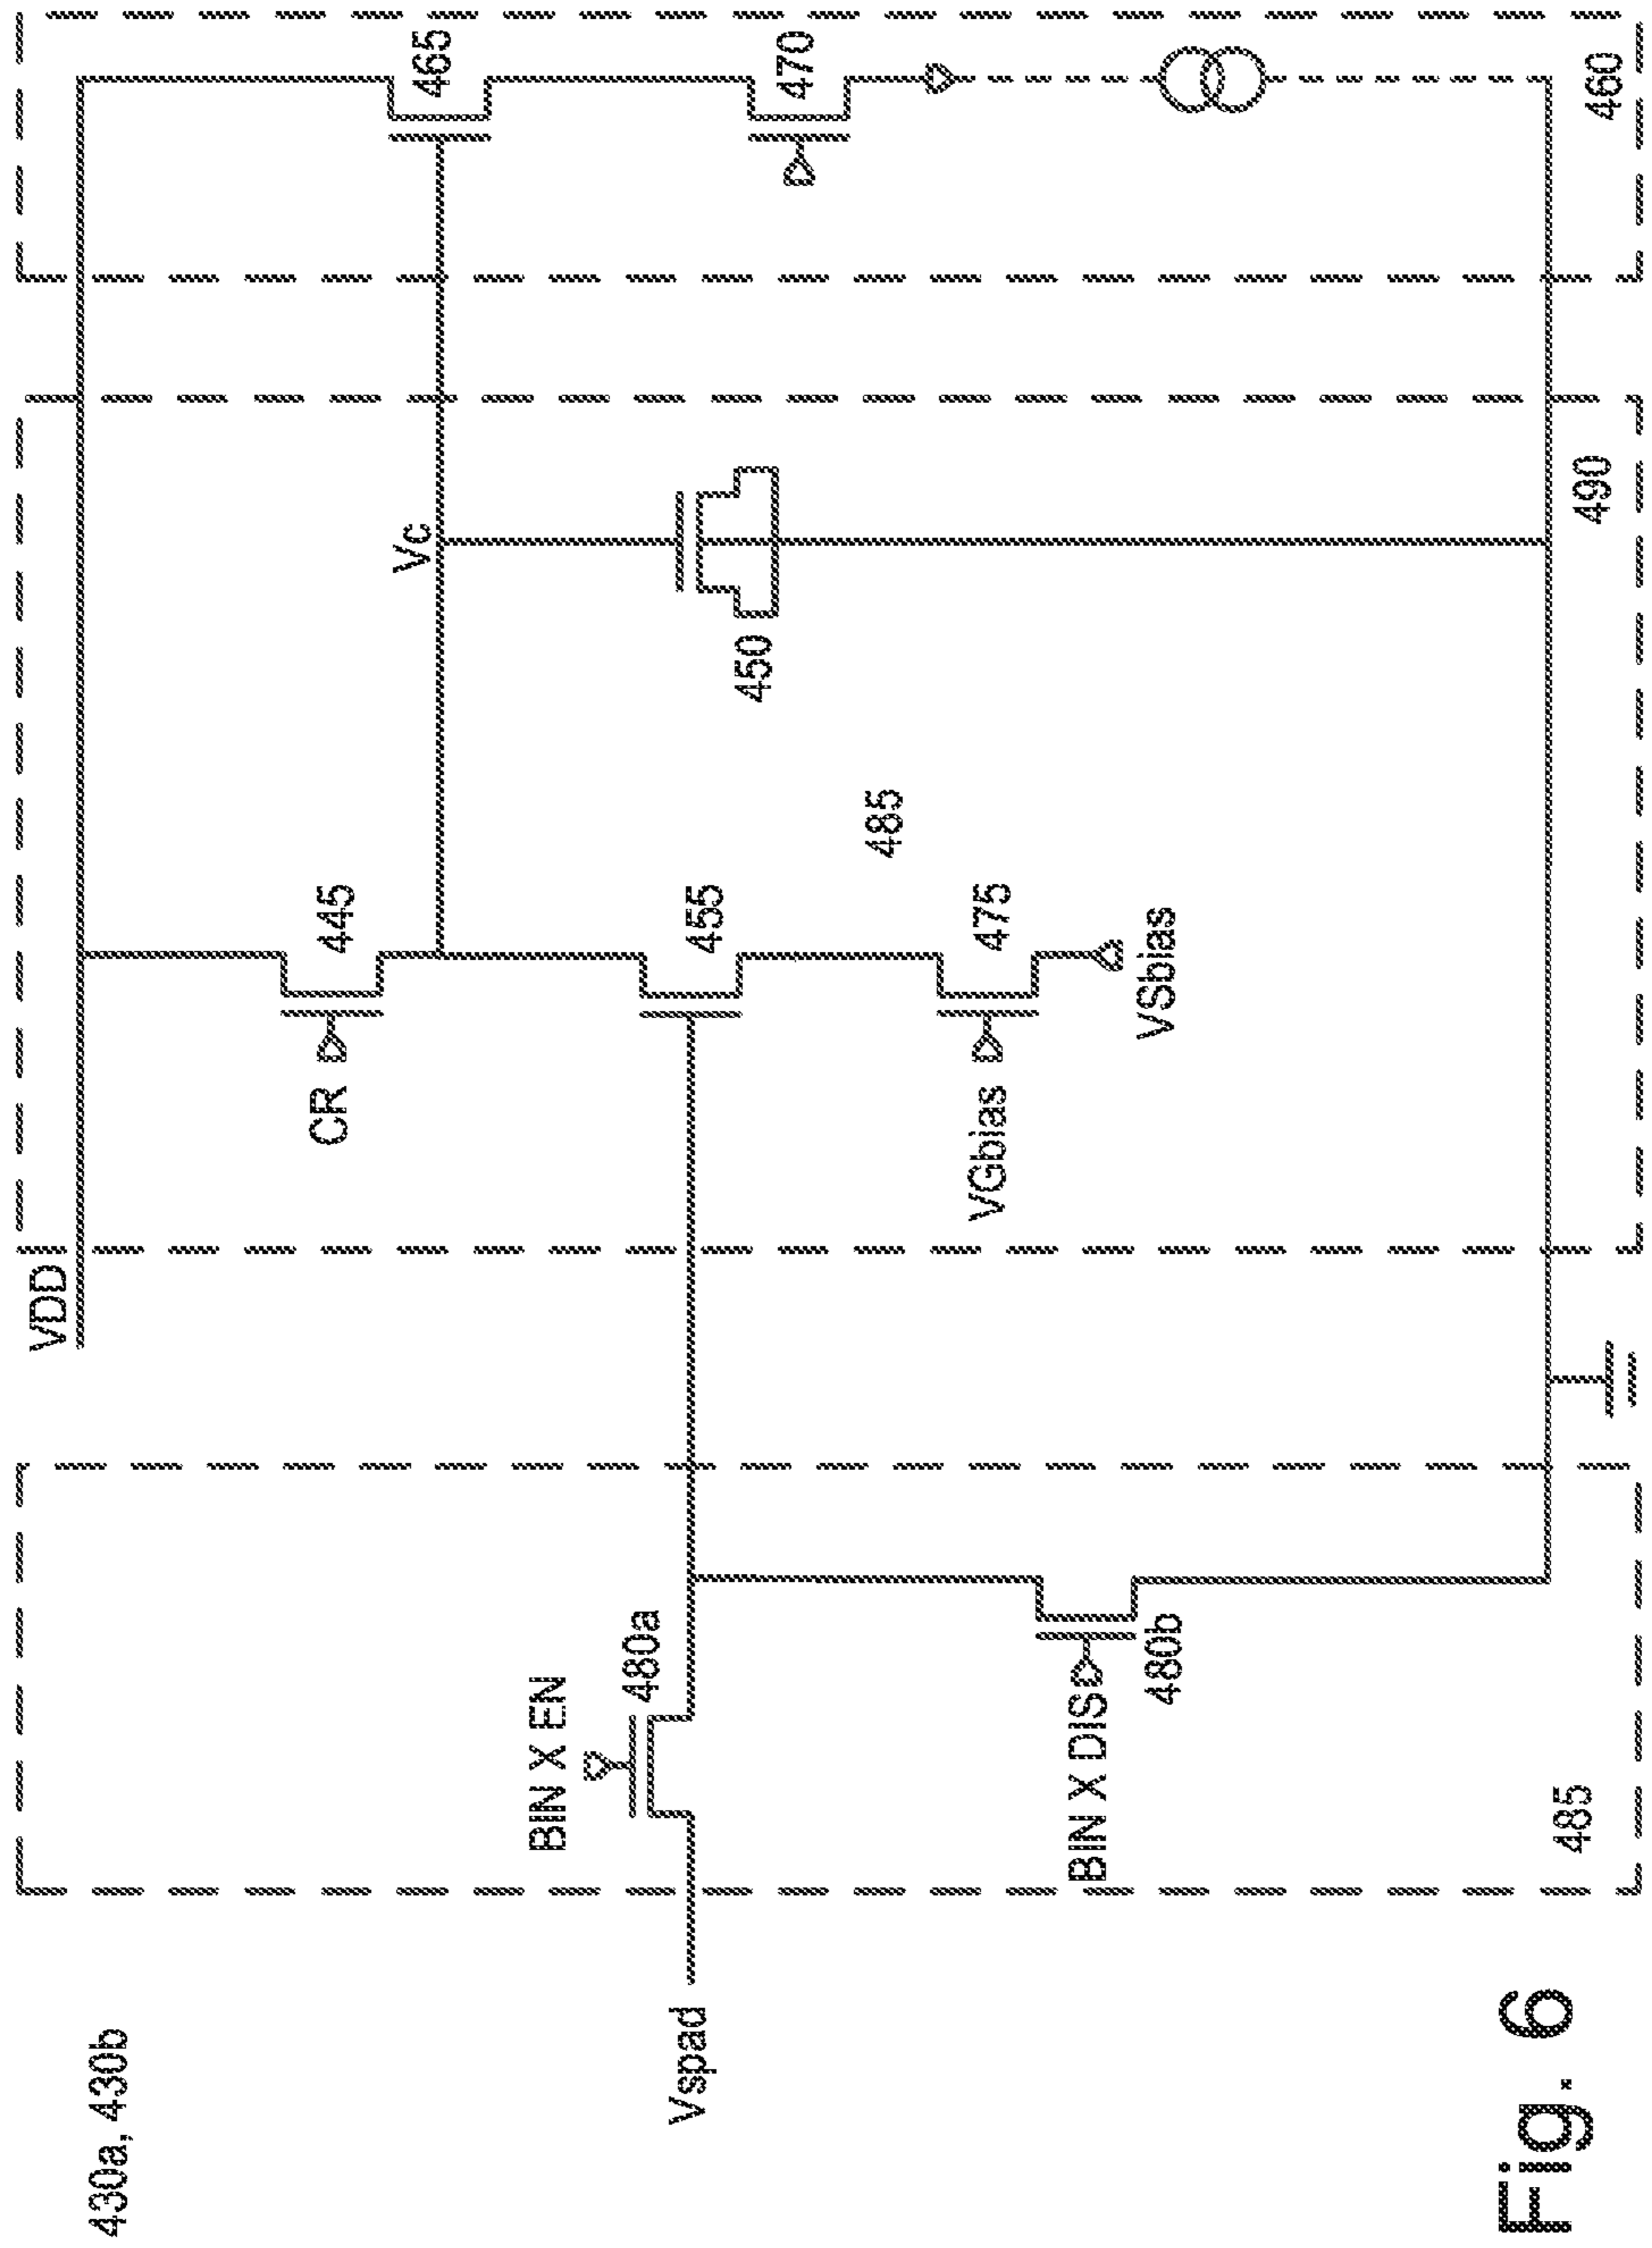 430a, 430b
VDD
CR
445
Vc
465
BIN X EN
480a
455
450
470
Vspad
BIN X DIS
480b
VGbias
475
485
VSbias
485
490
460
Fig. 6